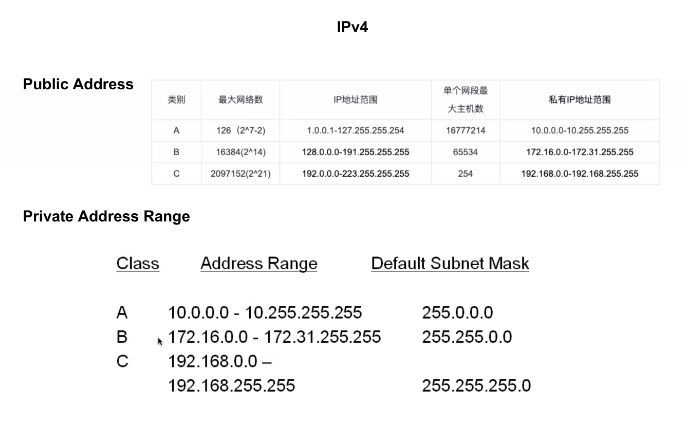 IPv4
Public Address
类别 最大网络数 IP地址范围 单个网段最大主机数 私有IP地址范围
A 126（2^7-2) 1.0.0.1-127.255.255.254 16777214 10.0.0.0-10.255.255.255
B 16384(2^14) 128.0.0.0-191.255.255.255 65534 172.16.0.0-172.31.255.255
C 2097152(2^21) 192.0.0.0-223.255.255.255 254 192.168.0.0-192.168.255.255
Private Address Range
Class Address Range Default Subnet Mask
A 10.0.0.0 - 10.255.255.255 255.0.0.0
B 172.16.0.0 - 172.31.255.255 255.255.0.0
C 192.168.0.0 –
192.168.255.255 255.255.255.0